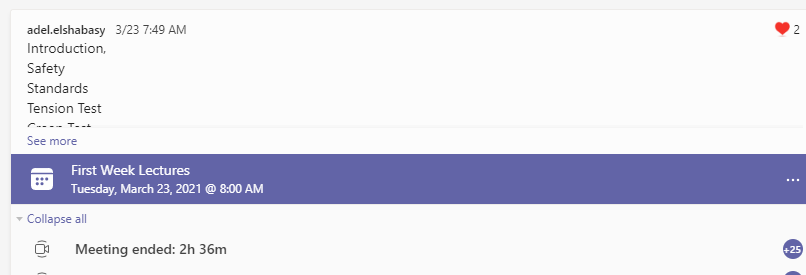 adel.elshabasy 3/23 7:49 AM 2
Introduction,
Safety
Standards
Tension Test
See more
First Week Lectures
Tuesday, March 23, 2021 @ 8:00 AM
Collapse all
Meeting ended: 2h 36m +25